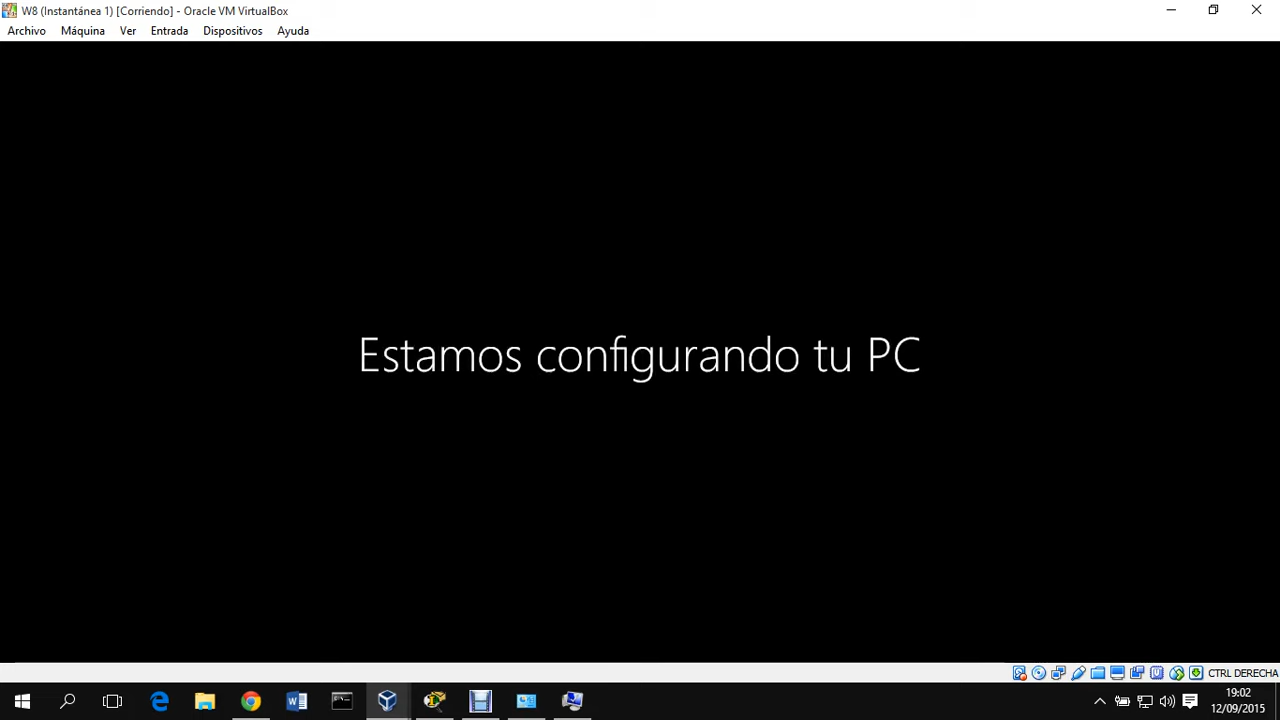 W8 (Instantánea 1) [Corriendo] - Oracle VM VirtualBox
Archivo Máquina Ver Entrada Dispositivos Ayuda
Estamos configurando tu PC
CTRL DERECHA
19:02
12/09/2015